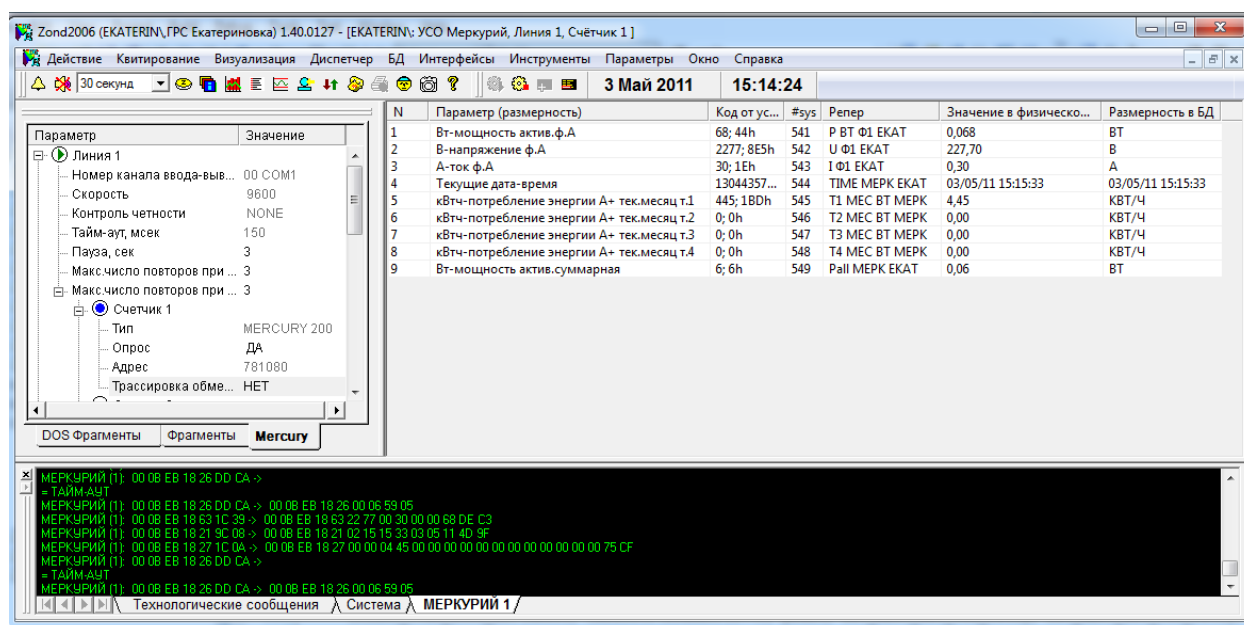 Zond2006 (EKATERIN\,ГРС Екатериновка) 1.40.0127 - [EKATERIN\: УСО Меркурий, Линия 1, Счётчик 1 ]
Действие Квитирование Визуализация Диспетчер БД Интерфейсы Инструменты Параметры Окно Справка
30 секунд 3 Май 2011 15:14:24
Параметр Значение
Линия 1
Номер канала ввода-выв... 00 COM1
Скорость 9600
Контроль четности NONE
Тайм-аут, мсек 150
Пауза, сек 3
Макс.число повторов при ... 3
Макс.число повторов при ... 3
Счетчик 1
Тип MERCURY 200
Опрос ДА
Адрес 781080
Трассировка обме... НЕТ
DOS Фрагменты Фрагменты Mercury
N Параметр (размерность) Код от ус... #sys Репер Значение в физическо... Размерность в БД
1 Вт-мощность актив.ф.А 68; 44h 541 P ВТ Ф1 ЕКАТ 0,068 ВТ
2 В-напряжение ф.А 2277; 8E5h 542 U Ф1 ЕКАТ 227,70 В
3 А-ток ф.А 30; 1Eh 543 I Ф1 ЕКАТ 0,30 А
4 Текущие дата-время 13044357... 544 TIME МЕРК ЕКАТ 03/05/11 15:15:33 03/05/11 15:15:33
5 кВтч-потребление энергии А+ тек.месяц т.1 445; 1BDh 545 T1 МЕС ВТ МЕРК 4,45 КВТ/Ч
6 кВтч-потребление энергии А+ тек.месяц т.2 0; 0h 546 T2 МЕС ВТ МЕРК 0,00 КВТ/Ч
7 кВтч-потребление энергии А+ тек.месяц т.3 0; 0h 547 T3 МЕС ВТ МЕРК 0,00 КВТ/Ч
8 кВтч-потребление энергии А+ тек.месяц т.4 0; 0h 548 T4 МЕС ВТ МЕРК 0,00 КВТ/Ч
9 Вт-мощность актив.суммарная 6; 6h 549 Pall МЕРК ЕКАТ 0,06 ВТ
МЕРКУРИЙ (1): 00 0B EB 18 26 DD CA ->
= ТАЙМ-АУТ
МЕРКУРИЙ (1): 00 0B EB 18 26 DD CA -> 00 0B EB 18 26 00 06 59 05
МЕРКУРИЙ (1): 00 0B EB 18 63 1C 39 -> 00 0B EB 18 63 22 77 00 30 00 00 68 DE C3
МЕРКУРИЙ (1): 00 0B EB 18 21 9C 08 -> 00 0B EB 18 21 02 15 15 33 03 05 11 4D 9F
МЕРКУРИЙ (1): 00 0B EB 18 27 1C 0A -> 00 0B EB 18 27 00 00 04 45 00 00 00 00 00 00 00 00 00 00 00 00 75 CF
МЕРКУРИЙ (1): 00 0B EB 18 26 DD CA ->
= ТАЙМ-АУТ
МЕРКУРИЙ (1): 00 0B EB 18 26 DD CA -> 00 0B EB 18 26 00 06 59 05
Технологические сообщения Система МЕРКУРИЙ 1